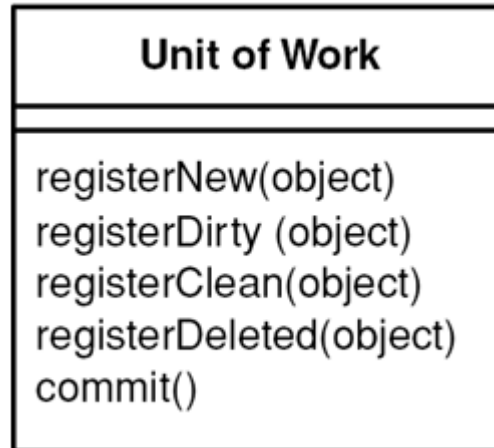 Unit of Work
registerNew(object)
registerDirty (object)
registerClean(object)
registerDeleted(object)
commit()